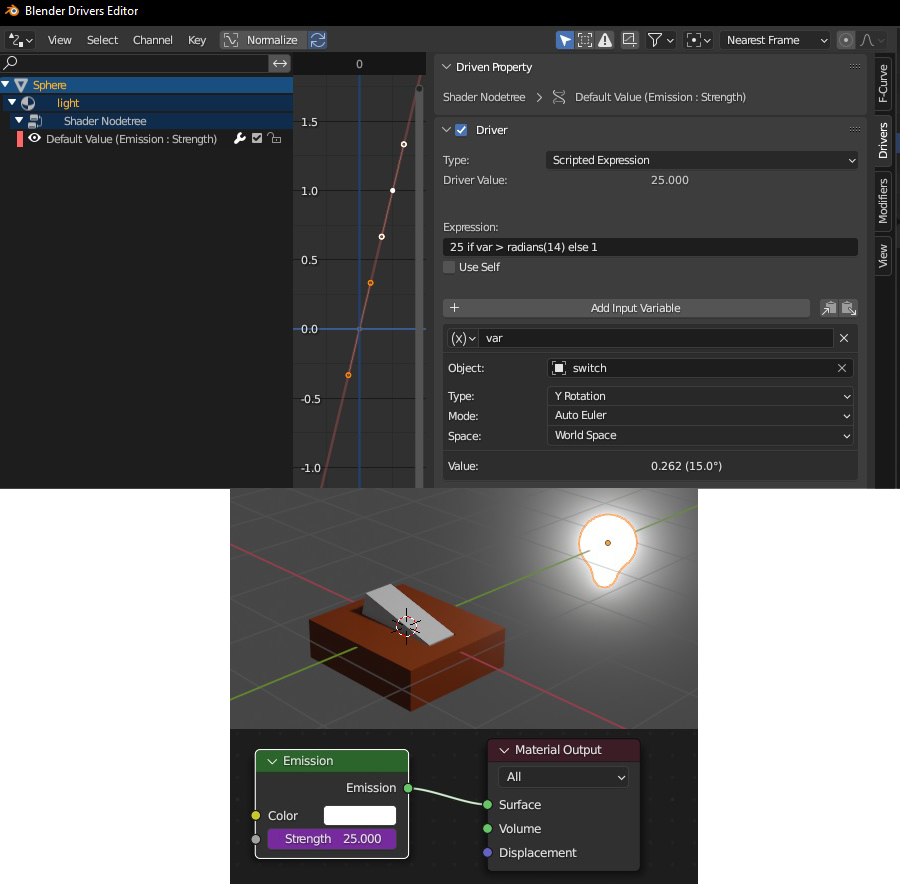 Blender Drivers Editor
View Select Channel Key Normalize Nearest Frame
0
Sphere
light
Shader Nodetree
Default Value (Emission : Strength)
1.5
1.0
0.5
0.0
-0.5
-1.0
Driven Property
Shader Nodetree Default Value (Emission : Strength)
Driver
Type: Scripted Expression
Driver Value: 25.000
Expression:
25 if var > radians(14) else 1
Use Self
+ Add Input Variable
(x) var
Object: switch
Type: Y Rotation
Mode: Auto Euler
Space: World Space
Value: 0.262 (15.0°)
F-Curve
Drivers
Modifiers
View
Emission
Emission
Color
Strength 25.000
Material Output
All
Surface
Volume
Displacement